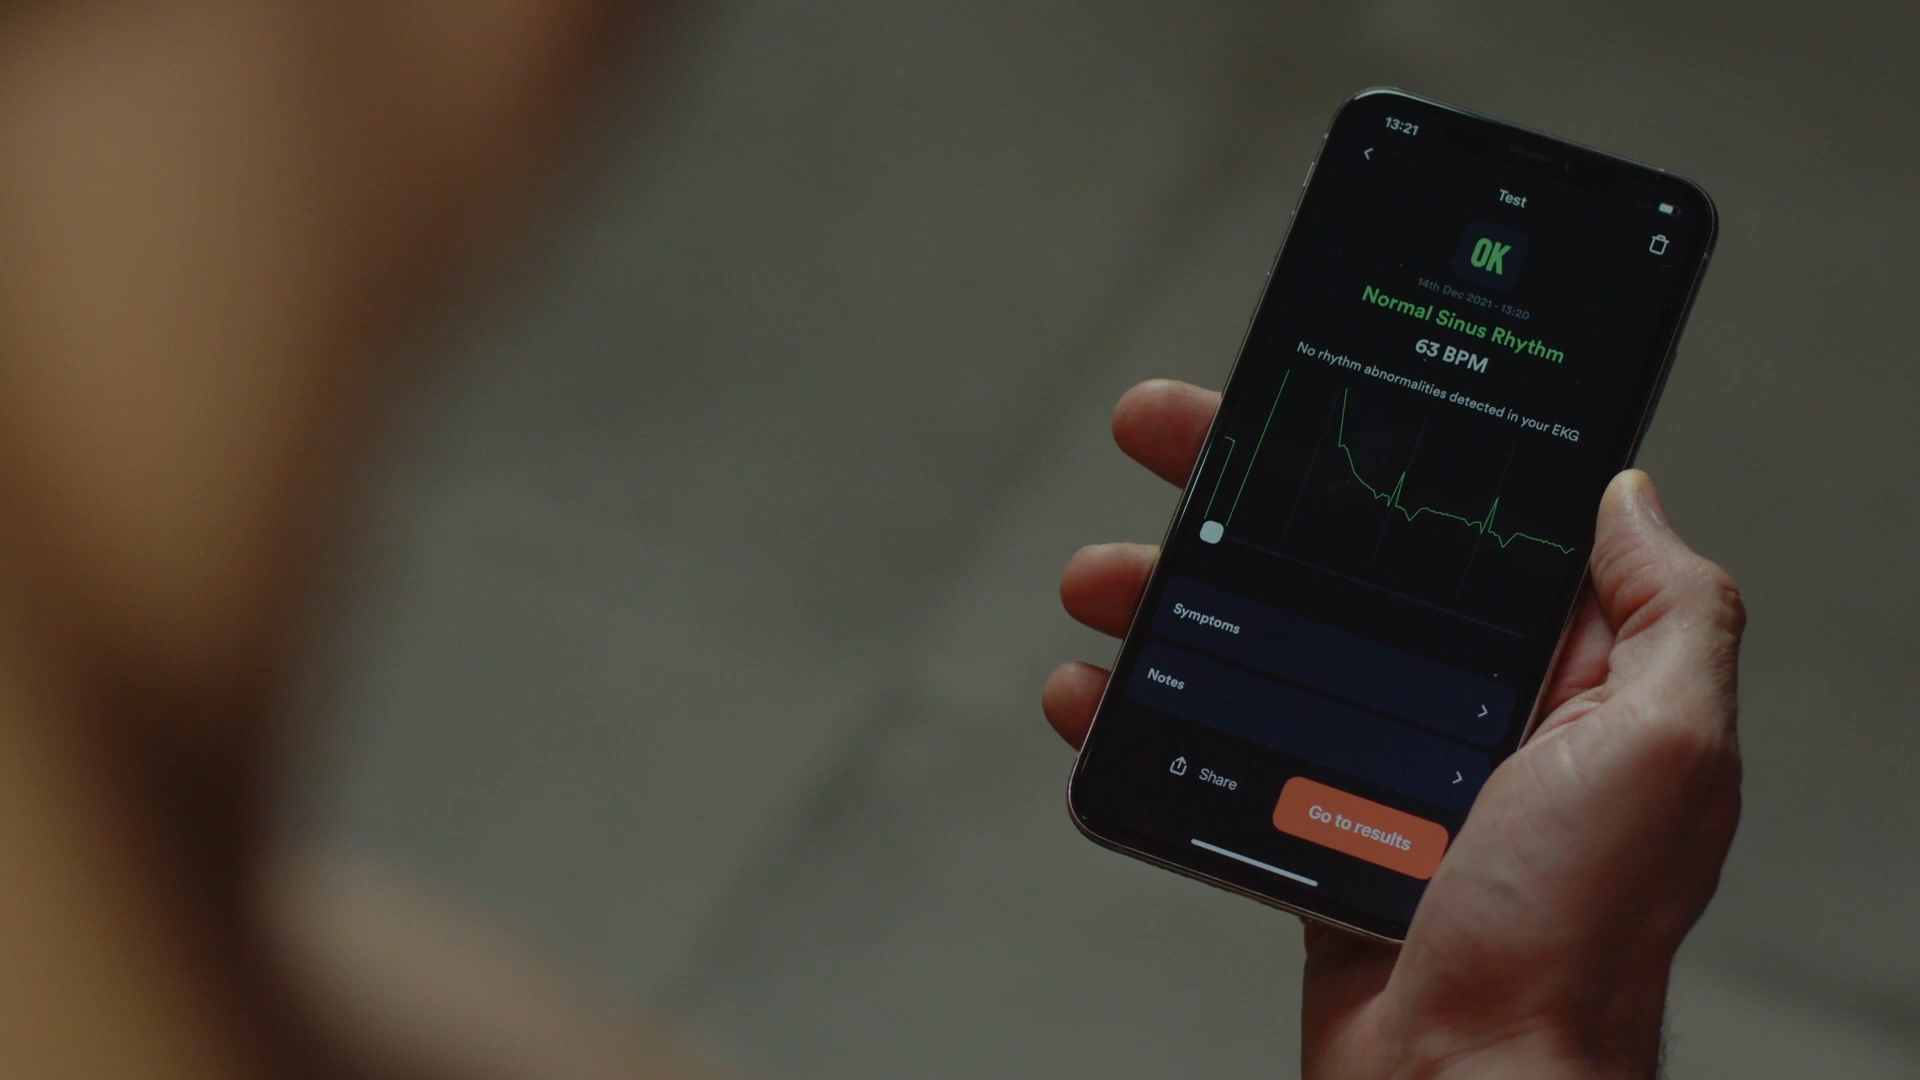 13:21
Test
OK
14th Dec 2021 - 13:20
Normal Sinus Rhythm
63 BPM
No rhythm abnormalities detected in your EKG
Symptoms
Notes
Share
Go to results